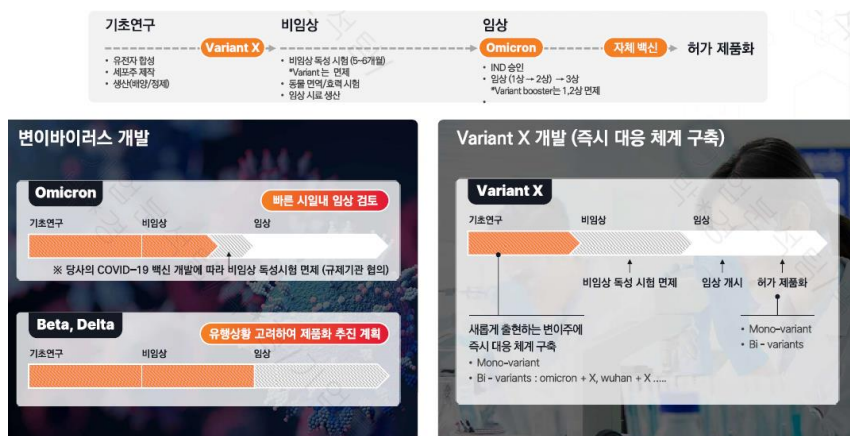 기초연구
비임상
임상
Variant X
Omicron
자체 백신
허가 제품화
• 유전자 합성
• 세포주 제작
• 생산(배양/정제)
• 비임상 독성 시험 (5~6개월)
*Variant는 면제
• 동물 면역/효력 시험
• 임상 시료 생산
• IND 승인
• 임상 (1상 → 2상) → 3상
*Variant booster는 1,2상 면제
•
변이바이러스 개발
Omicron
빠른 시일내 임상 검토
기초연구
비임상
임상
※ 당사의 COVID-19 백신 개발에 따라 비임상 독성시험 면제 (규제기관 협의)
Beta, Delta
유행상황 고려하여 제품화 추진 계획
기초연구
비임상
임상
Variant X 개발 (즉시 대응 체계 구축)
Variant X
기초연구
비임상
임상
비임상 독성 시험 면제
임상 개시
허가 제품화
새롭게 출현하는 변이주에
즉시 대응 체계 구축
• Mono-variant
• Bi - variants : omicron + X, wuhan + X .....
• Mono-variant
• Bi - variants